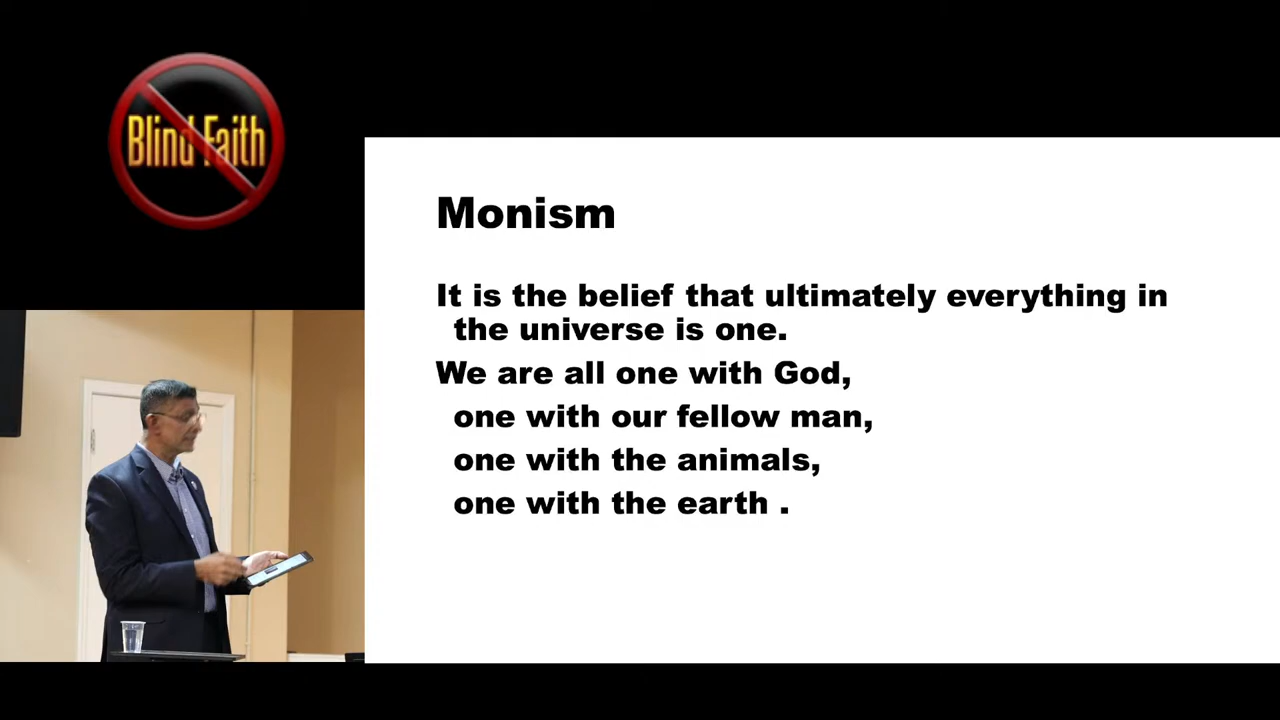 Blind Faith
Monism
It is the belief that ultimately everything in
the universe is one.
We are all one with God,
one with our fellow man,
one with the animals,
one with the earth .